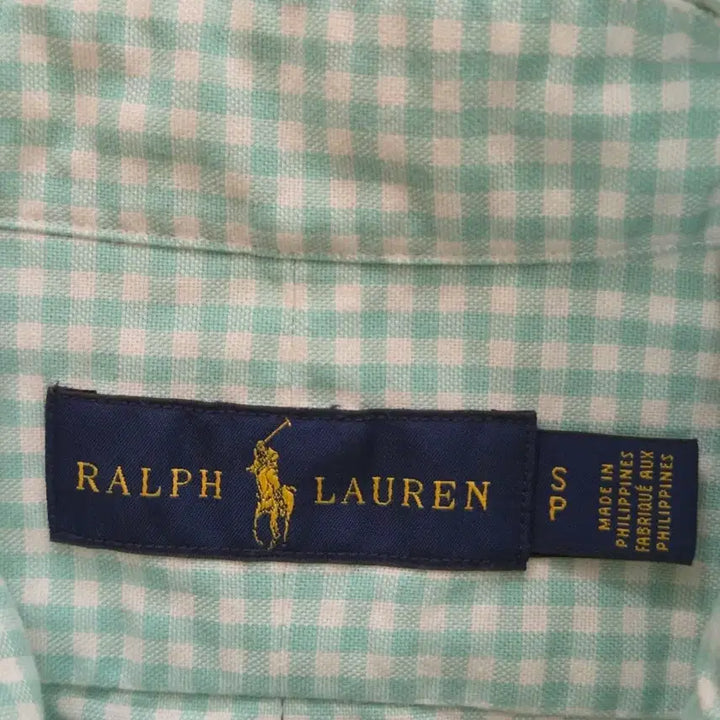 RALPH LAUREN
S
P
MADE IN
PHILIPPINES
FABRIQUÉ AUX
PHILIPPINES